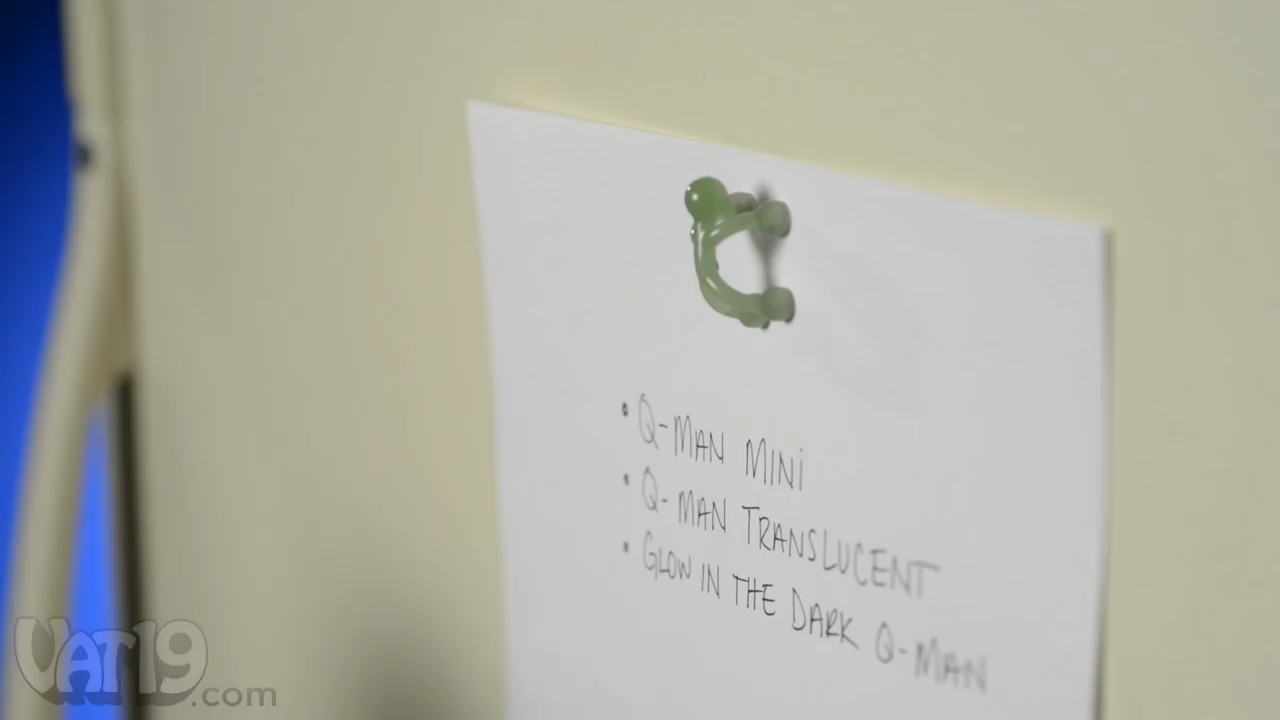 • Q-MAN MINi
• Q-MAN TRANSLUCENT
• GLOW IN THE DARK Q-MAN
VAT19.com